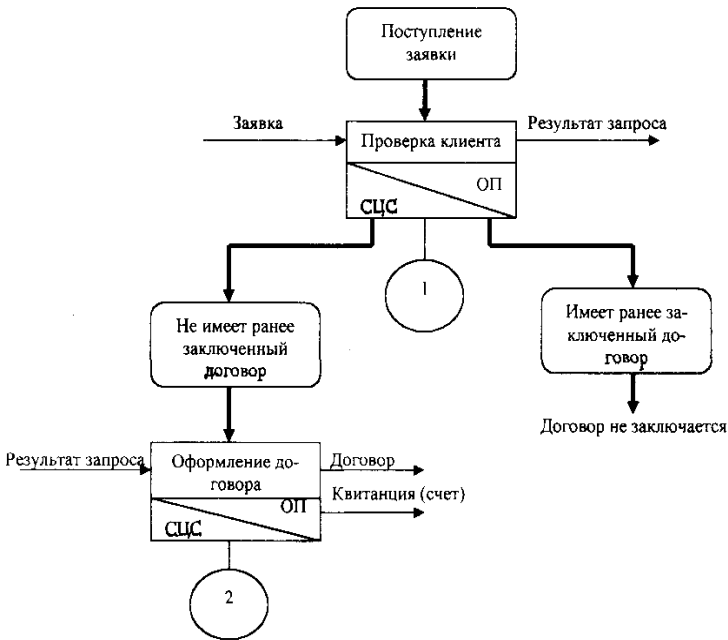 Поступление
заявки
Заявка
Проверка клиента
Результат запроса
ОП
СЦС
1
Не имеет ранее
заключенный
договор
Имеет ранее за-
ключенный до-
говор
Договор не заключается
Результат запроса
Оформление до-
говора
Договор
Квитанция (счет)
ОП
СЦС
2